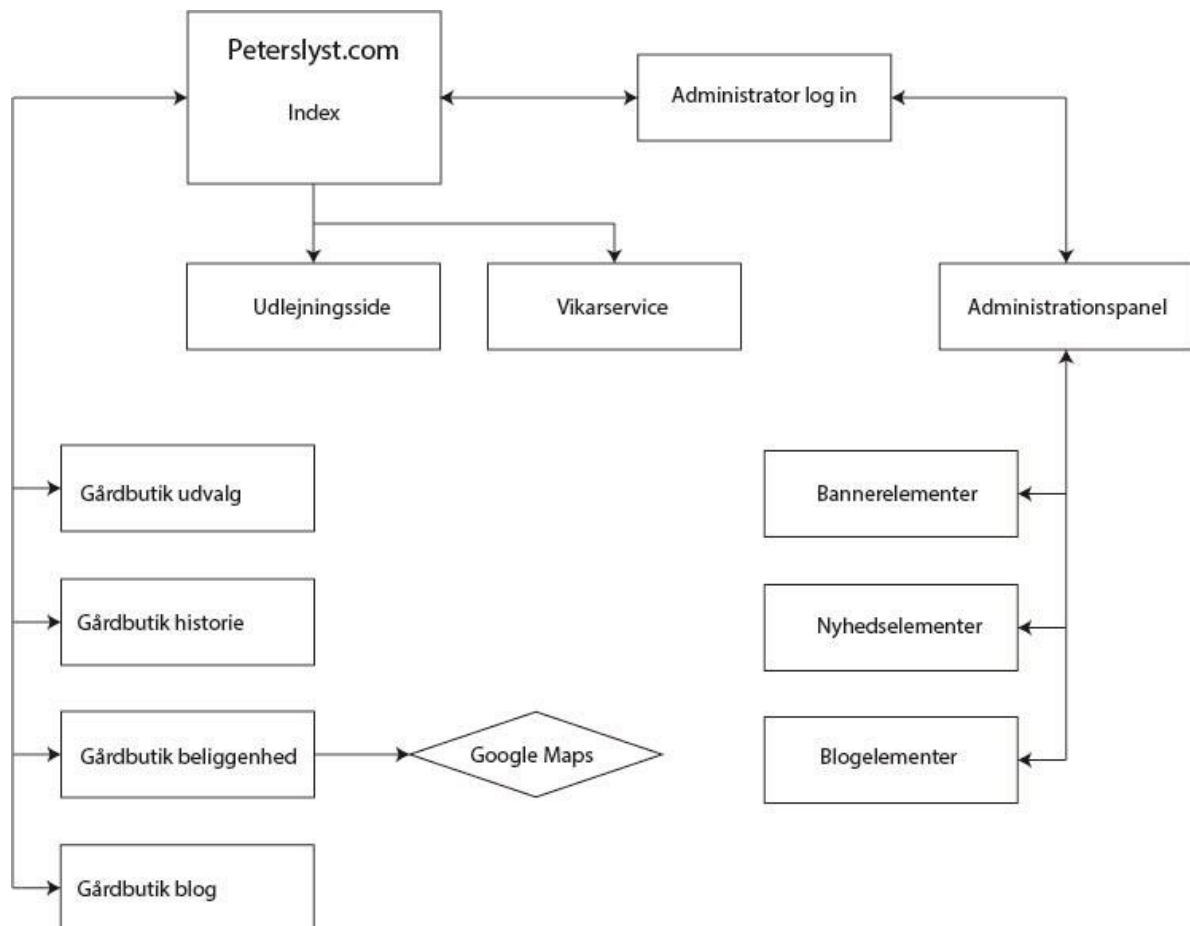 Peterslyst.com
Index
Administrator log in
Udlejningsside
Vikarservice
Administrationspanel
Gårdbutik udvalg
Bannerelementer
Gårdbutik historie
Nyhedselementer
Gårdbutik beliggenhed
Google Maps
Blogelementer
Gårdbutik blog